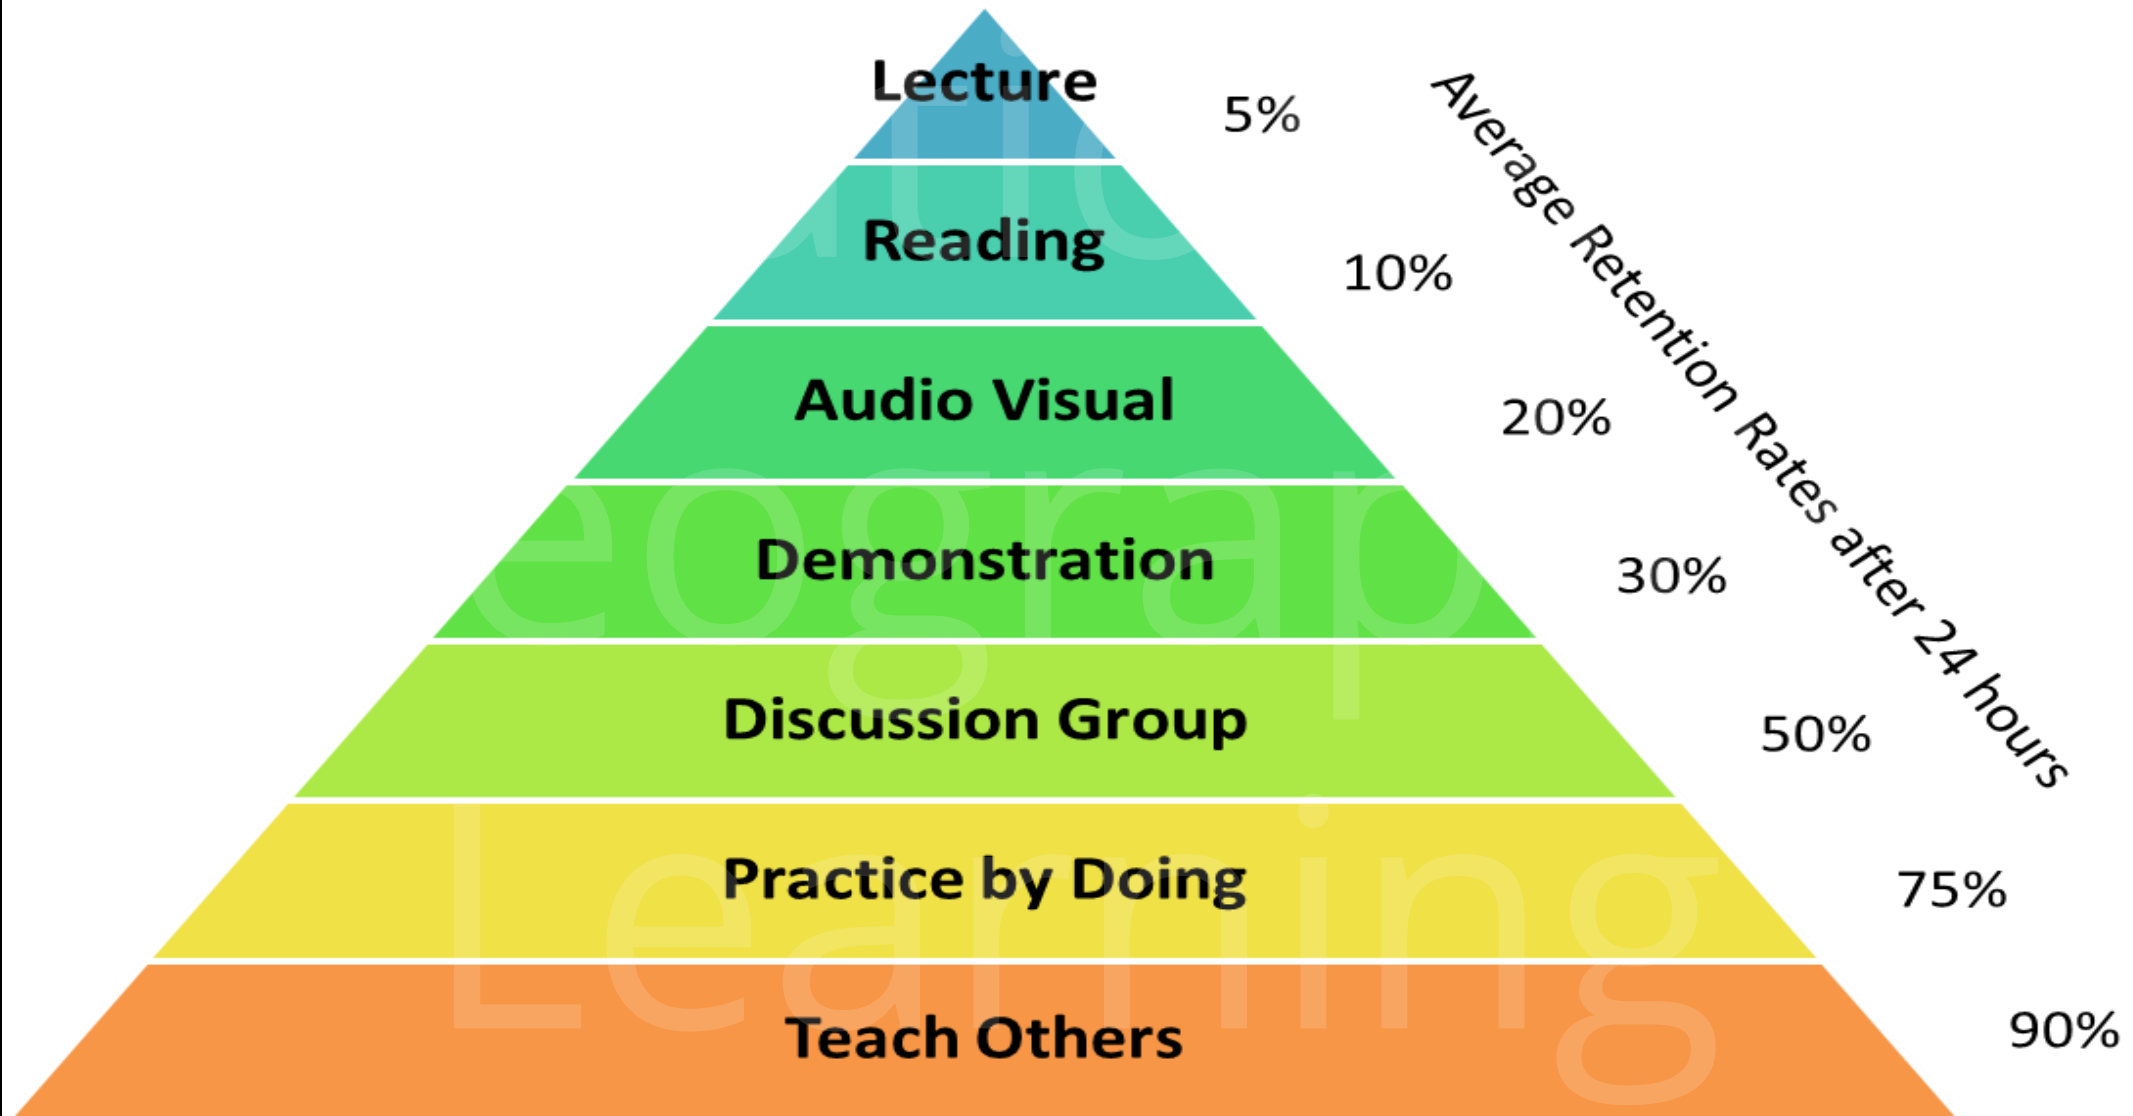 Lecture
5%
Average Retention Rates after 24 hours
Reading
10%
Audio Visual
20%
Demonstration
30%
Discussion Group
50%
Practice by Doing
75%
Teach Others
90%
Learning